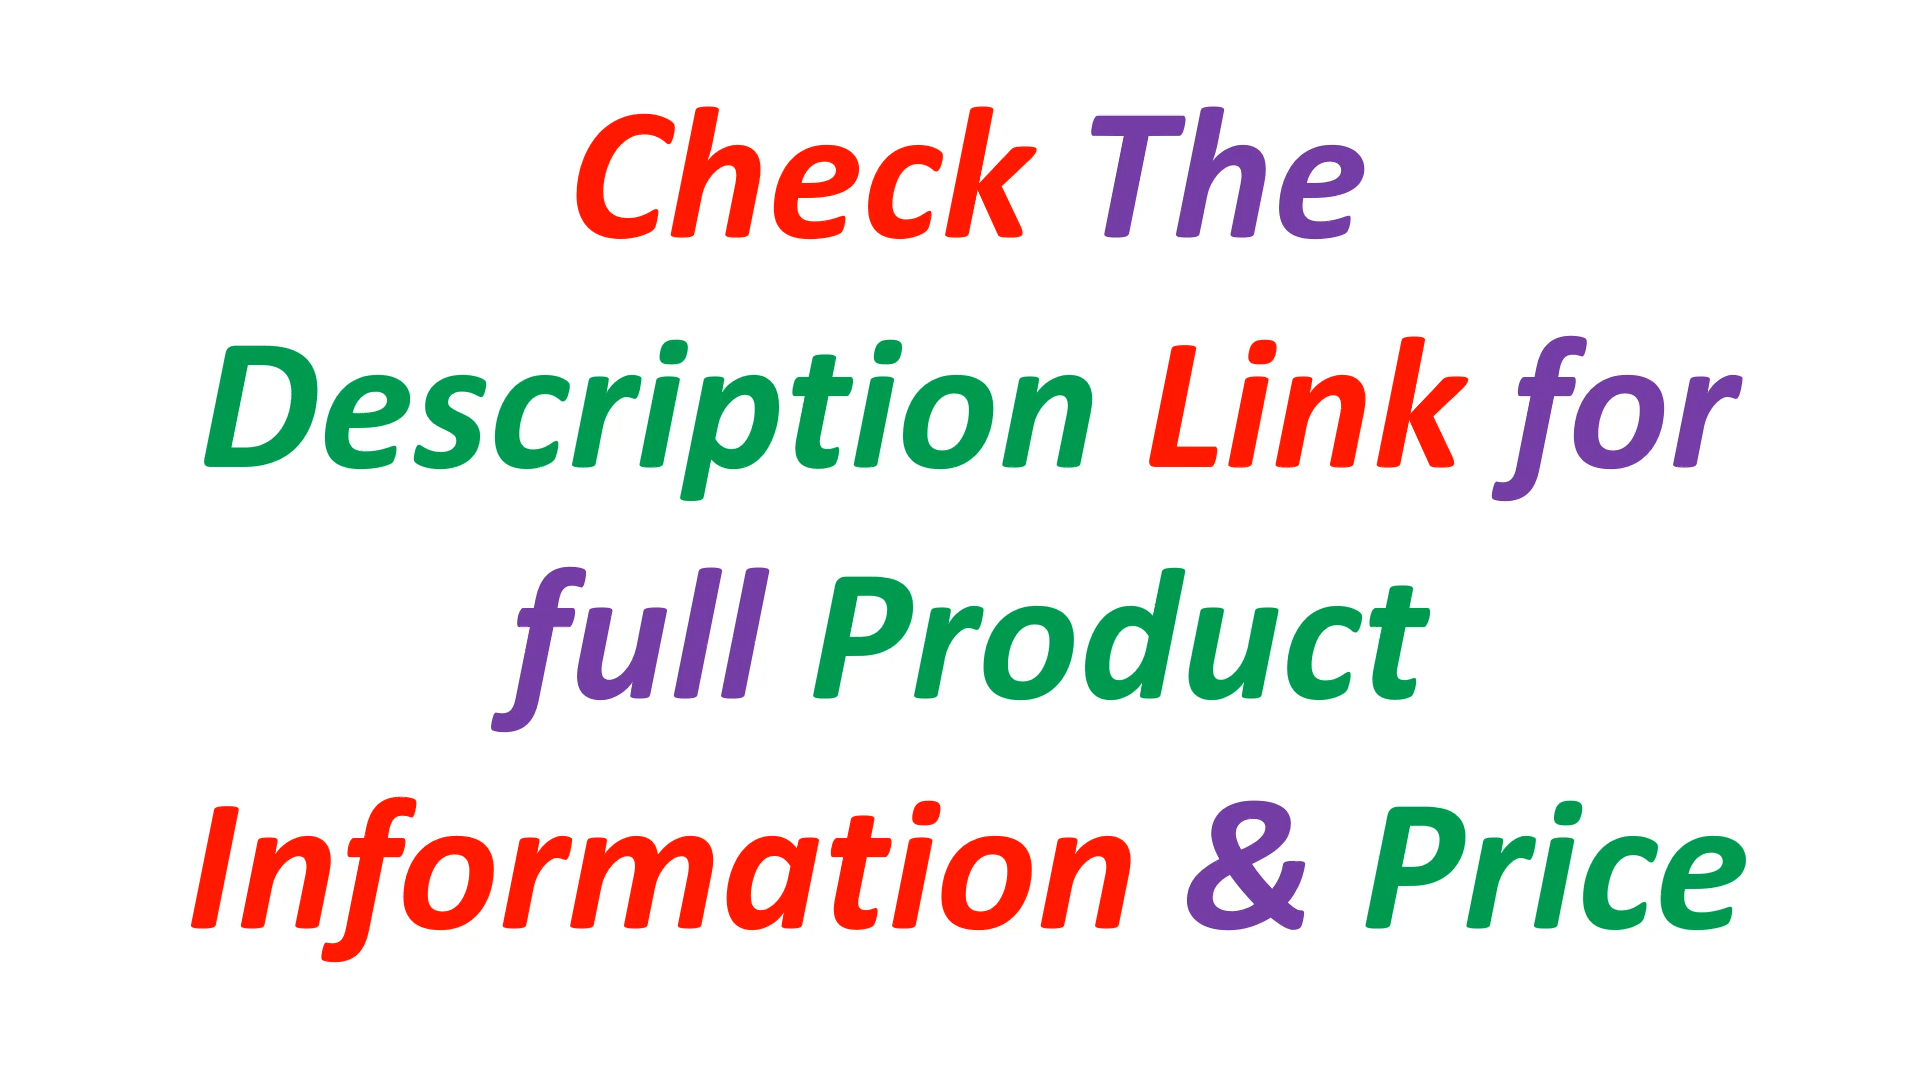 Check The
Description Link for
full Product
Information & Price